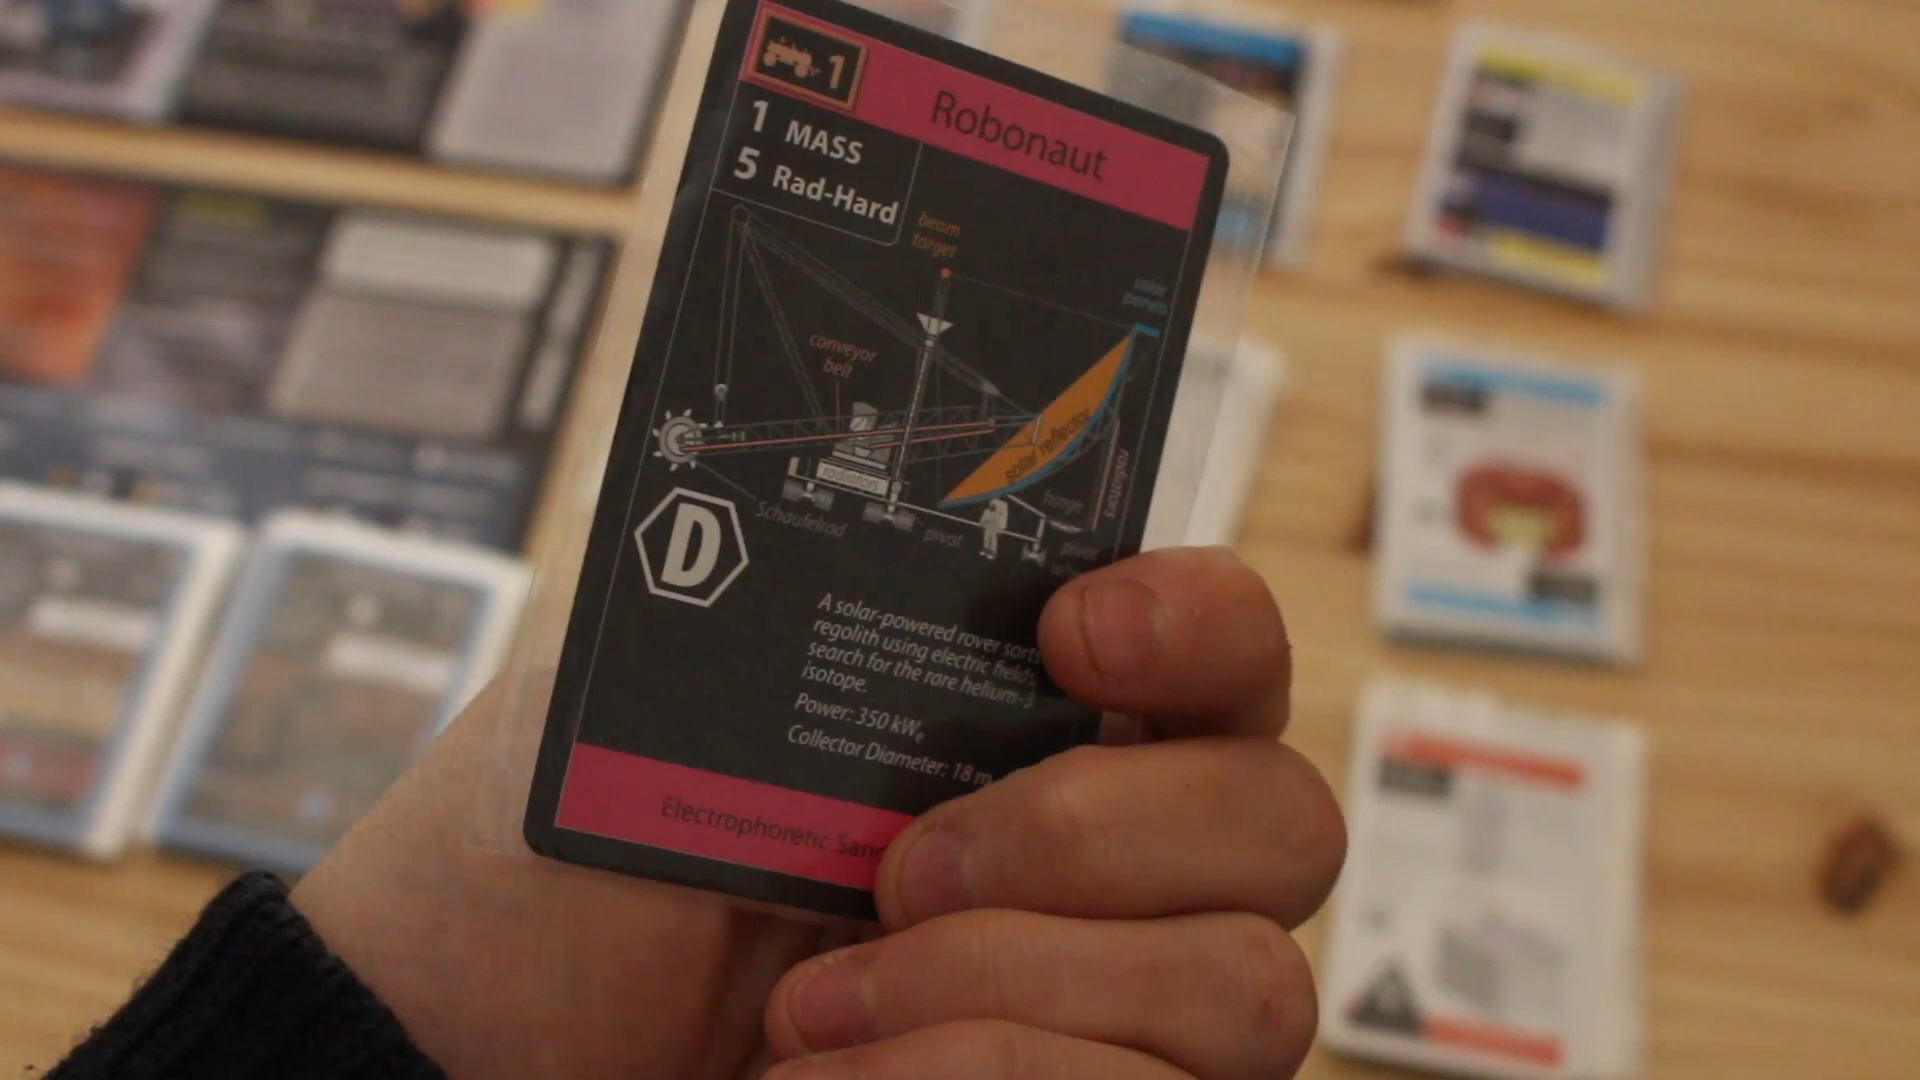 1
Robonaut
1 MASS
5 Rad-Hard
beam
target
solar
panels
conveyor
belt
solar reflector
radiators
radiators
hinge
Schaufelrad
pivot
pivot
D
A solar-powered rover sorts
regolith using electric fields
search for the rare helium-3
isotope.
Power: 350 kWe
Collector Diameter: 18 m
Electrophoretic